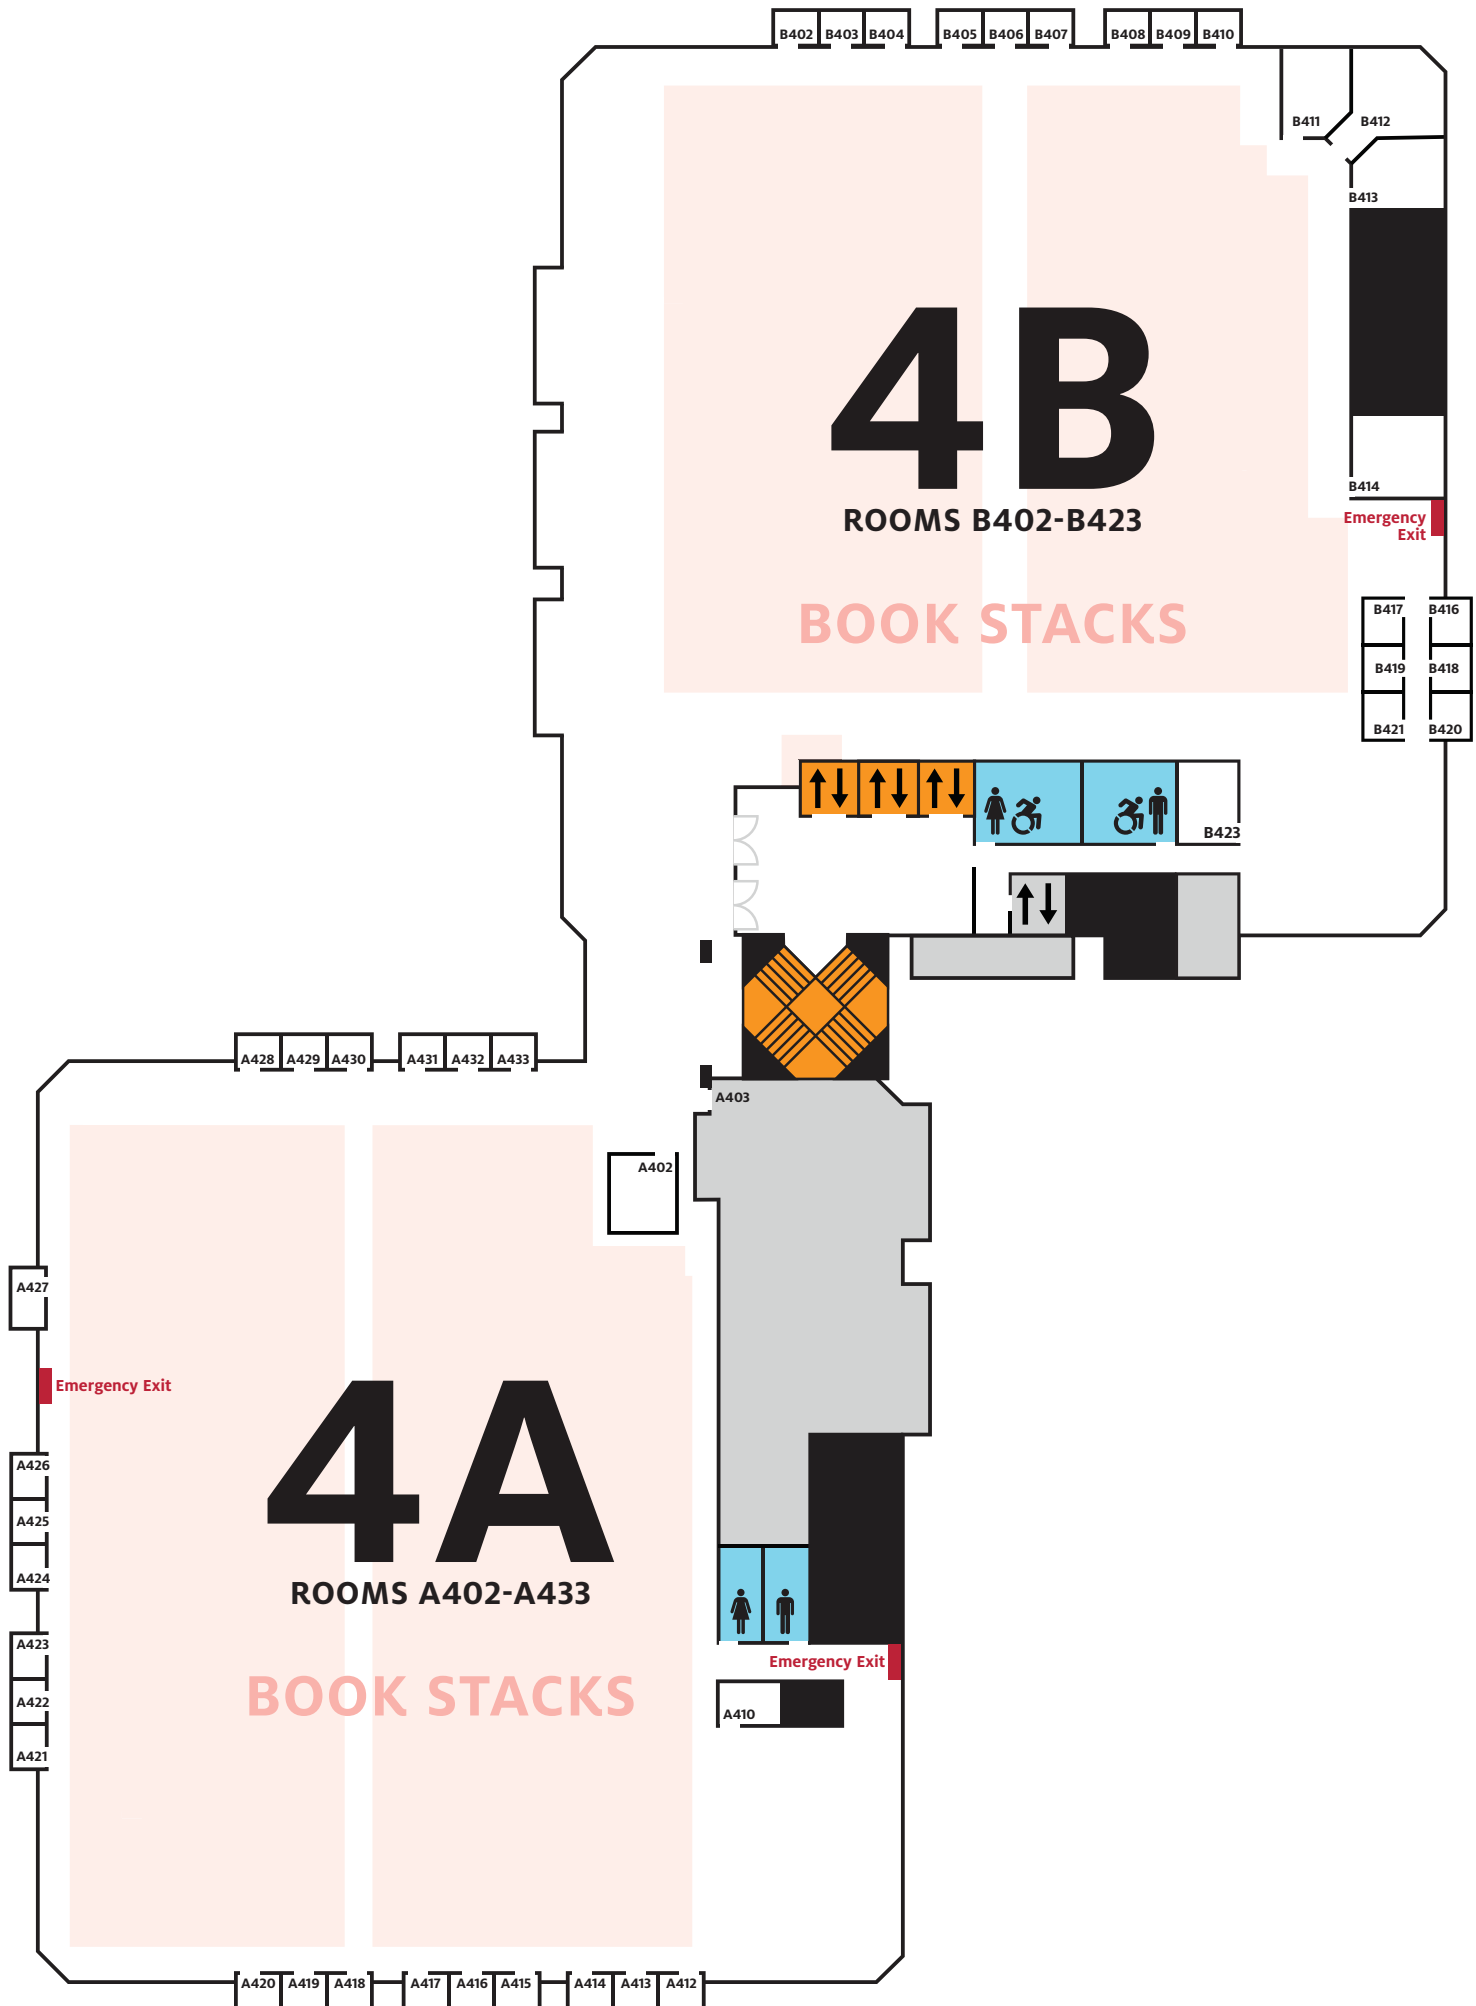 B402 B403 B404 B405 B406 B407 B408 B409 B410
B411
B412
B413
4B
ROOMS B402-B423
B414
Emergency
Exit
BOOK STACKS
B417 B416
B419 B418
B421 B420
B423
A428 A429 A430 A431 A432 A433
A403
A402
A427
Emergency Exit
4A
ROOMS A402-A433
A426
A425
A424
A423
A422
A421
BOOK STACKS
Emergency Exit
A410
A420 A419 A418 A417 A416 A415 A414 A413 A412